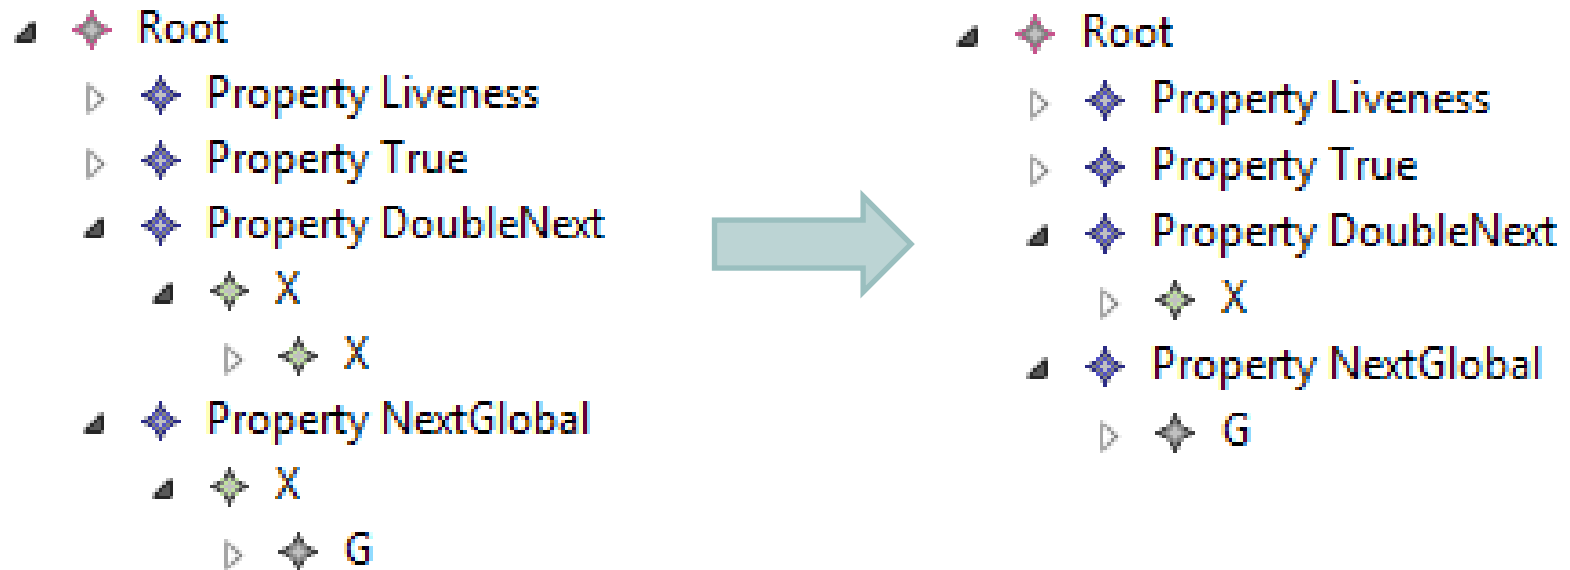 Root
Property Liveness
Property True
Property DoubleNext
X
X
Property NextGlobal
X
G
Root
Property Liveness
Property True
Property DoubleNext
X
Property NextGlobal
G